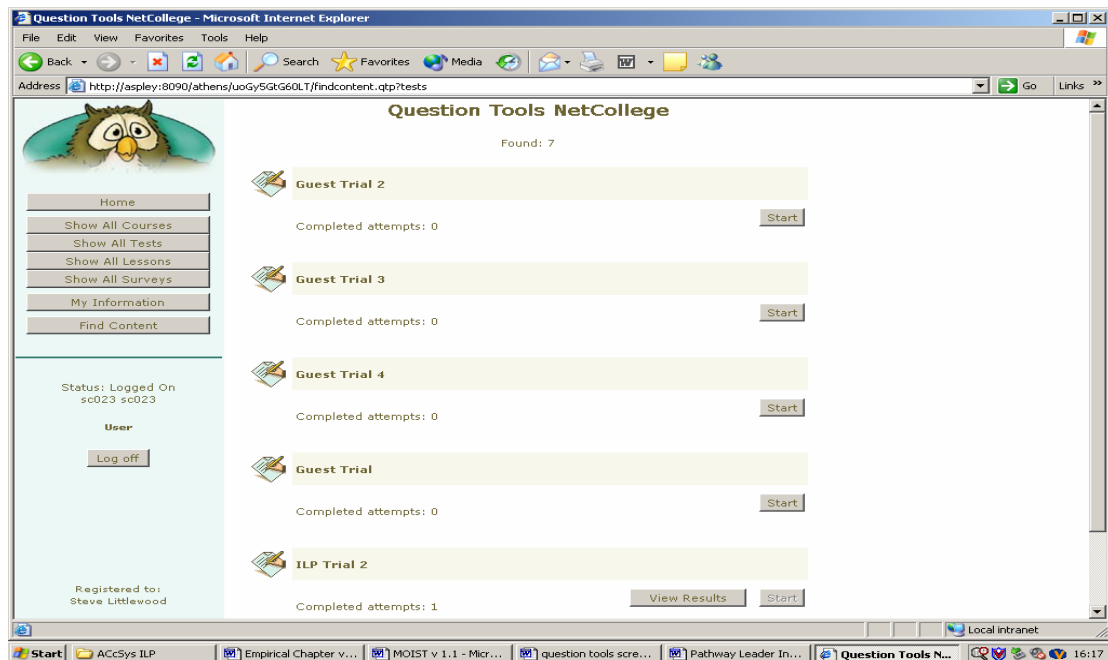 Question Tools NetCollege - Microsoft Internet Explorer
File Edit View Favorites Tools Help
Back Search Favorites Media
Address http://aspley:8090/athens/uoGy5GtG60LT/findcontent.qtp?tests Go Links »
Question Tools NetCollege
Found: 7
Home
Show All Courses
Show All Tests
Show All Lessons
Show All Surveys
My Information
Find Content
Status: Logged On
sc023 sc023
User
Log off
Registered to:
Steve Littlewood
Guest Trial 2
Completed attempts: 0 Start
Guest Trial 3
Completed attempts: 0 Start
Guest Trial 4
Completed attempts: 0 Start
Guest Trial
Completed attempts: 0 Start
ILP Trial 2
Completed attempts: 1 View Results Start
Local intranet
Start ACcSys ILP Empirical Chapter v... MOIST v 1.1 - Micr... question tools scre... Pathway Leader In... Question Tools N... 16:17